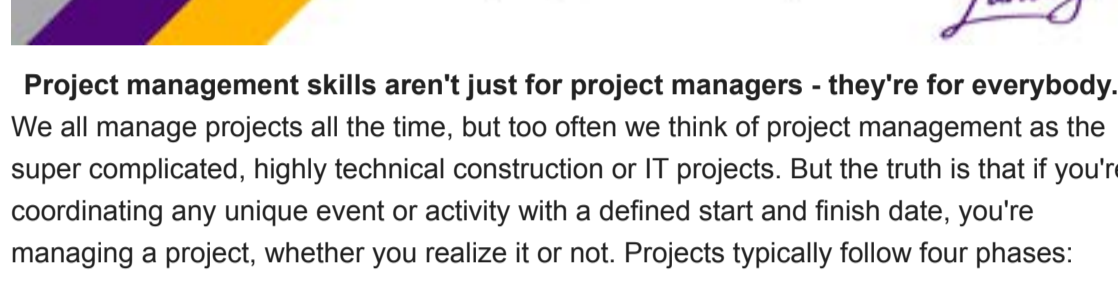 Project management skills aren't just for project managers - they're for everybody.
We all manage projects all the time, but too often we think of project management as the
super complicated, highly technical construction or IT projects. But the truth is that if you're
coordinating any unique event or activity with a defined start and finish date, you're
managing a project, whether you realize it or not. Projects typically follow four phases: